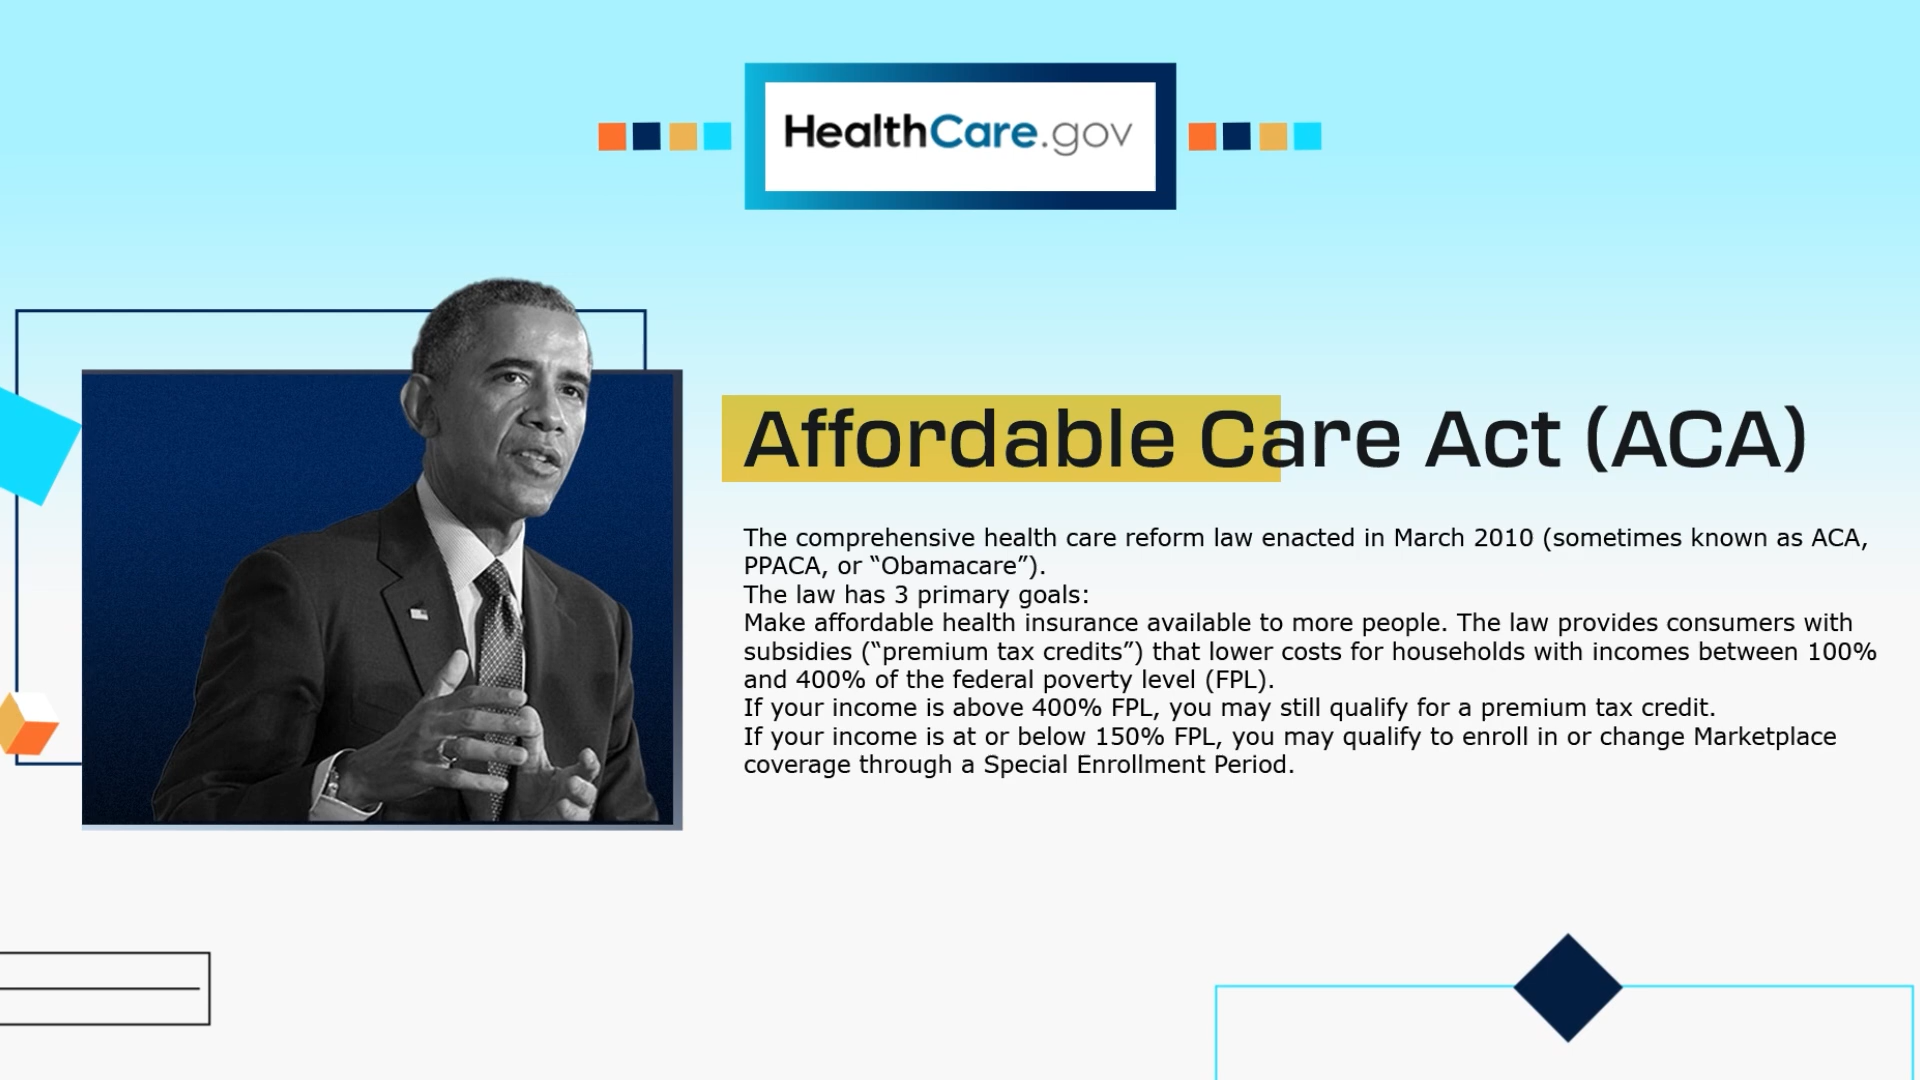 HealthCare.gov
Affordable Care Act (ACA)
The comprehensive health care reform law enacted in March 2010 (sometimes known as ACA,
PPACA, or “Obamacare”).
The law has 3 primary goals:
Make affordable health insurance available to more people. The law provides consumers with
subsidies (“premium tax credits”) that lower costs for households with incomes between 100%
and 400% of the federal poverty level (FPL).
If your income is above 400% FPL, you may still qualify for a premium tax credit.
If your income is at or below 150% FPL, you may qualify to enroll in or change Marketplace
coverage through a Special Enrollment Period.